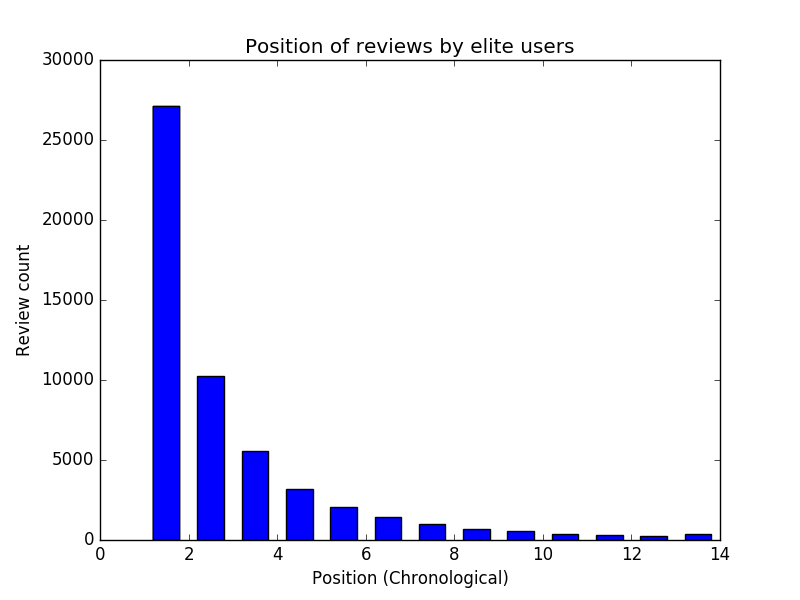 Position of reviews by elite users
30000
25000
20000
15000
10000
5000
0
Review count
0 2 4 6 8 10 12 14
Position (Chronological)